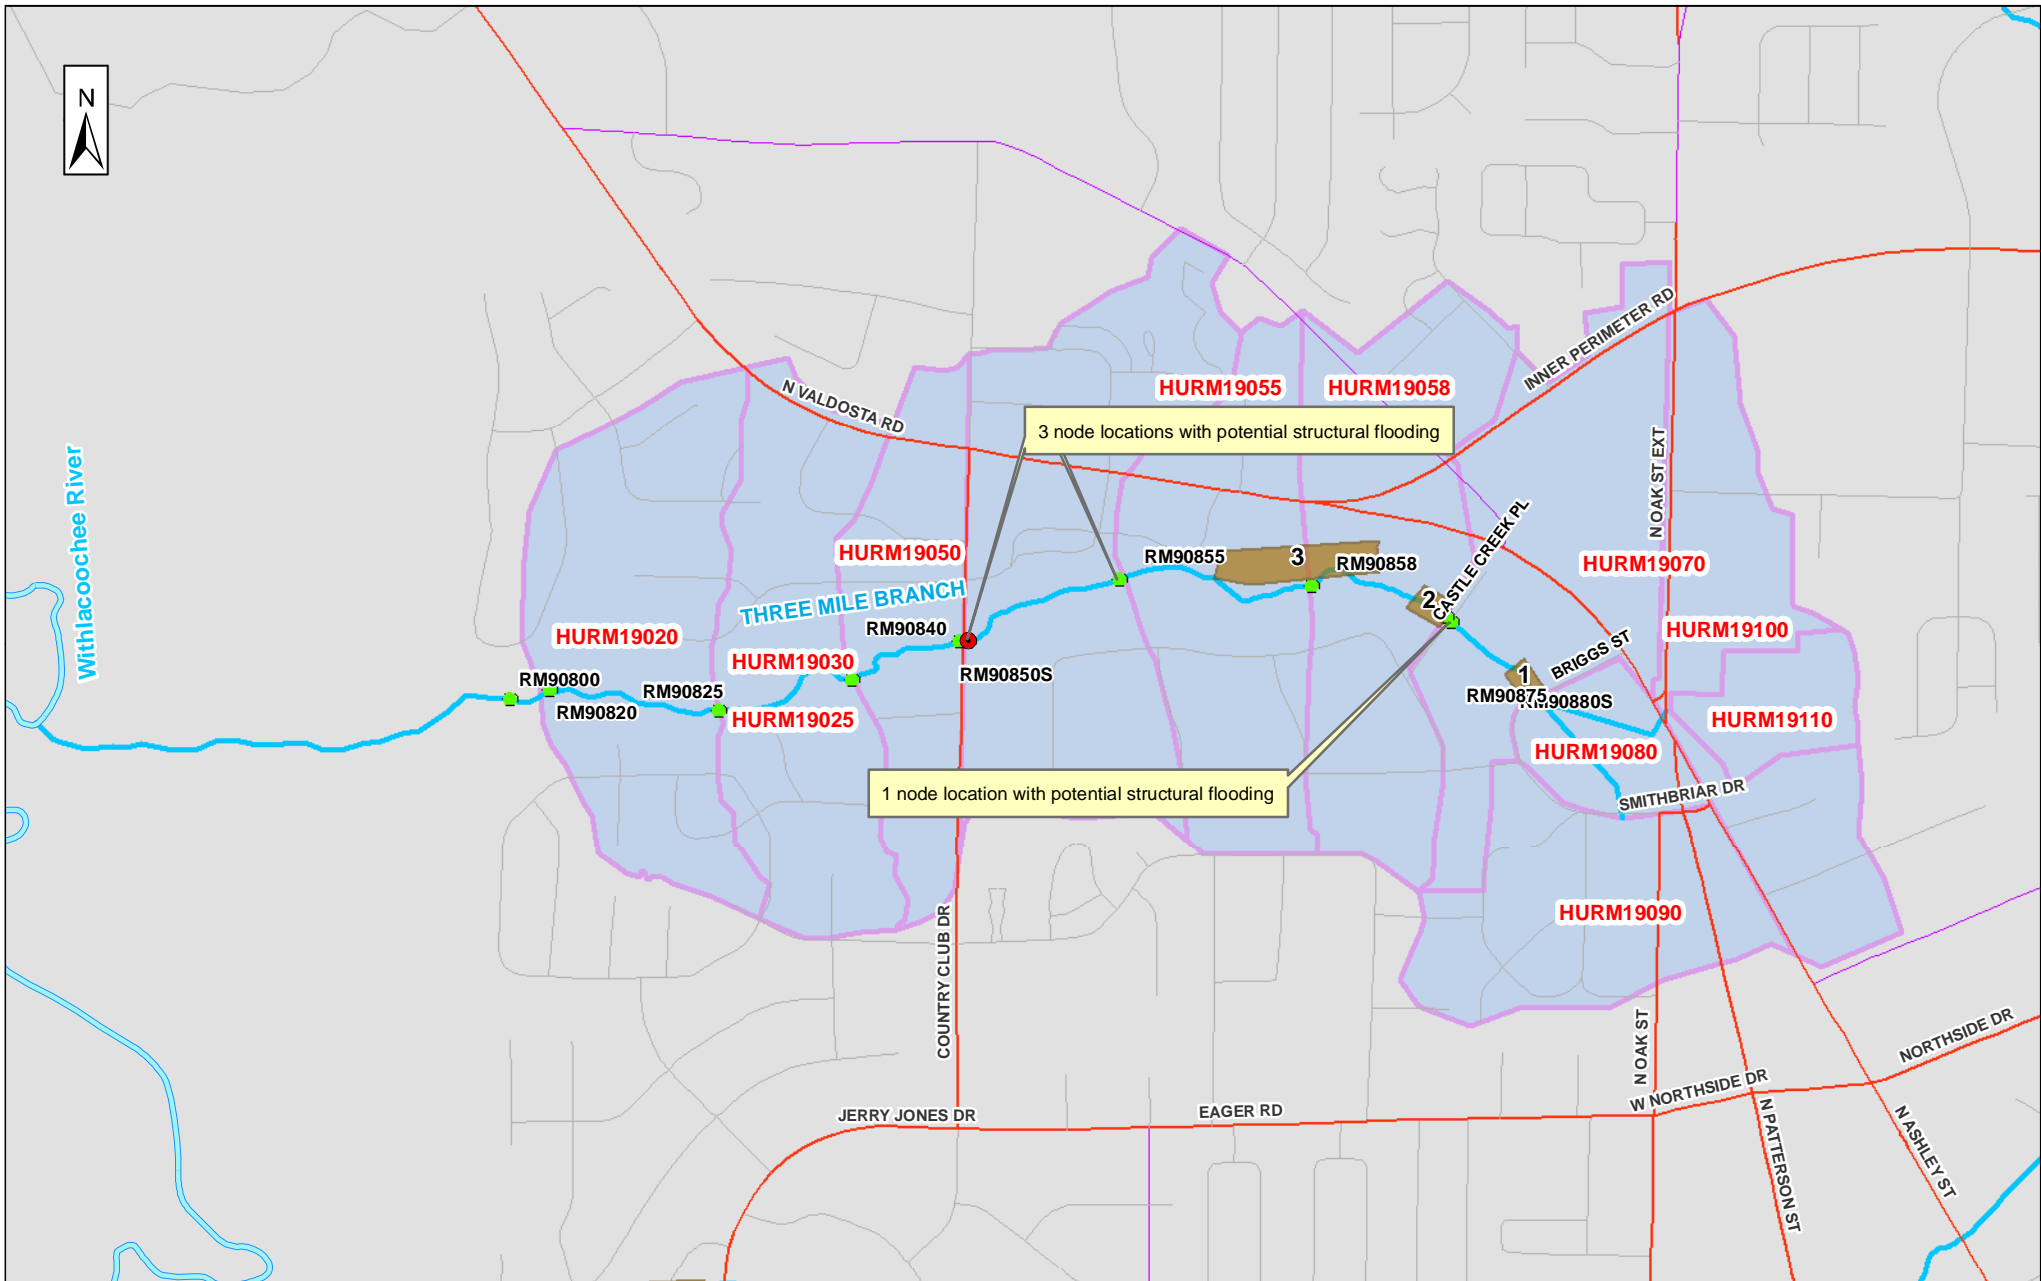 N
N VALDOSTA RD
INNER PERIMETER RD
HURM19055
HURM19058
3 node locations with potential structural flooding
N OAK ST EXT
Withlacoochee River
HURM19050
RM90855
3
RM90858
CASTLE CREEK PL
HURM19070
THREE MILE BRANCH
2
HURM19020
RM90840
HURM19100
HURM19030
RM90850S
BRIGGS ST
1
RM90800
RM90825
RM90875
RM90880S
RM90820
HURM19025
HURM19110
HURM19080
1 node location with potential structural flooding
SMITHBRIAR DR
HURM19090
COUNTRY CLUB DR
N OAK ST
NORTHSIDE DR
W NORTHSIDE DR
JERRY JONES DR
EAGER RD
N PATTERSON ST
N ASHLEY ST